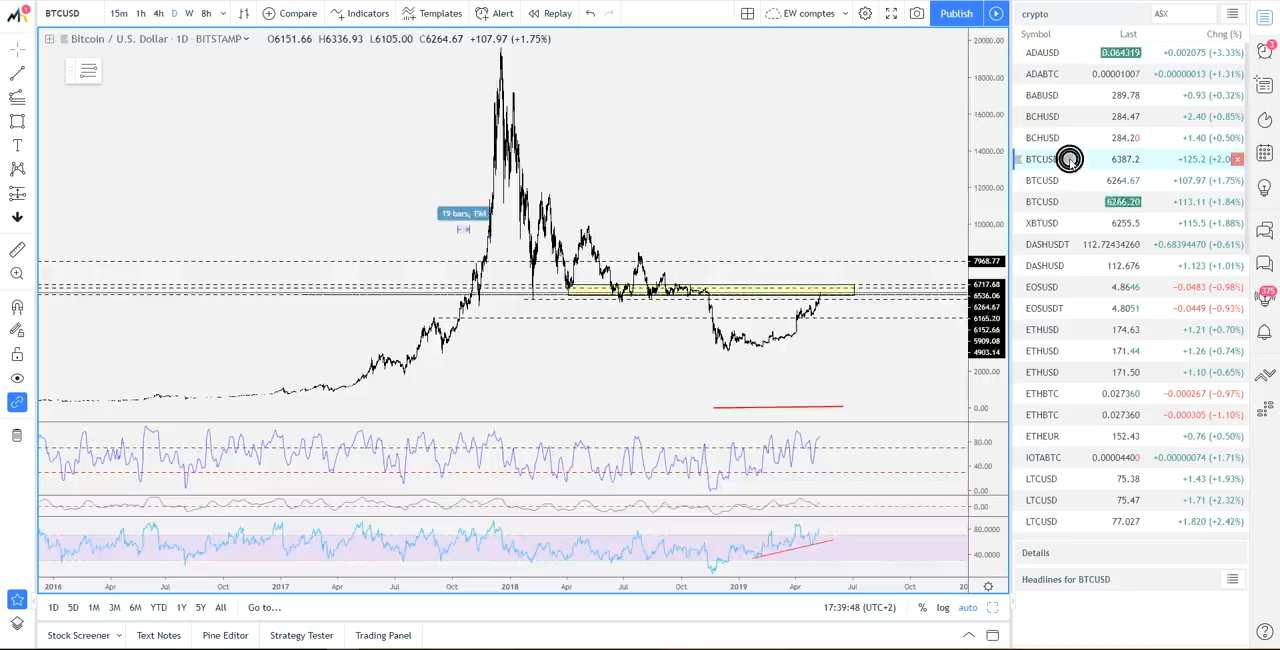 BTCUSD 15m 1h 4h D W 8h Compare Indicators Templates Alert Replay EW comptes Publish
Bitcoin / U.S. Dollar · 1D · BITSTAMP O6151.66 H6336.93 L6105.00 C6264.67 +107.97 (+1.75%)
20000.00
18000.00
16000.00
14000.00
12000.00
10000.00
19 bars, 19d
7968.77
6717.68
6536.06
6264.67
6165.20
6152.66
5909.08
4903.14
2000.00
0.00
80.00
40.00
0.00
0.00
80.0000
40.0000
2016 Apr Jul Oct 2017 Apr Jul Oct 2018 Apr Jul Oct 2019 Apr Jul Oct 20
1D 5D 1M 3M 6M YTD 1Y 5Y All Go to... 17:39:48 (UTC+2) % log auto
Stock Screener Text Notes Pine Editor Strategy Tester Trading Panel
crypto ASX
Symbol Last Chng (%)
ADAUSD 0.064319 +0.002075 (+3.33%)
ADABTC 0.00001007 +0.00000013 (+1.31%)
BABUSD 289.78 +0.93 (+0.32%)
BCHUSD 284.47 +2.40 (+0.85%)
BCHUSD 284.20 +1.40 (+0.50%)
BTCUSD 6387.2 +125.2 (+2.0
BTCUSD 6264.67 +107.97 (+1.75%)
BTCUSD 6266.20 +113.11 (+1.84%)
XBTUSD 6255.5 +115.5 (+1.88%)
DASHUSDT 112.72434260 +0.68394470 (+0.61%)
DASHUSD 112.676 +1.123 (+1.01%)
EOSUSD 4.8646 -0.0483 (-0.98%)
EOSUSDT 4.8051 -0.0449 (-0.93%)
ETHUSD 174.63 +1.21 (+0.70%)
ETHUSD 171.44 +1.26 (+0.74%)
ETHUSD 171.50 +1.10 (+0.65%)
ETHBTC 0.027360 -0.000267 (-0.97%)
ETHBTC 0.027360 -0.000305 (-1.10%)
ETHEUR 152.43 +0.76 (+0.50%)
IOTABTC 0.00004400 +0.00000074 (+1.71%)
LTCUSD 75.38 +1.43 (+1.93%)
LTCUSD 75.47 +1.71 (+2.32%)
LTCUSD 77.027 +1.820 (+2.42%)
Details
Headlines for BTCUSD
1
3
375